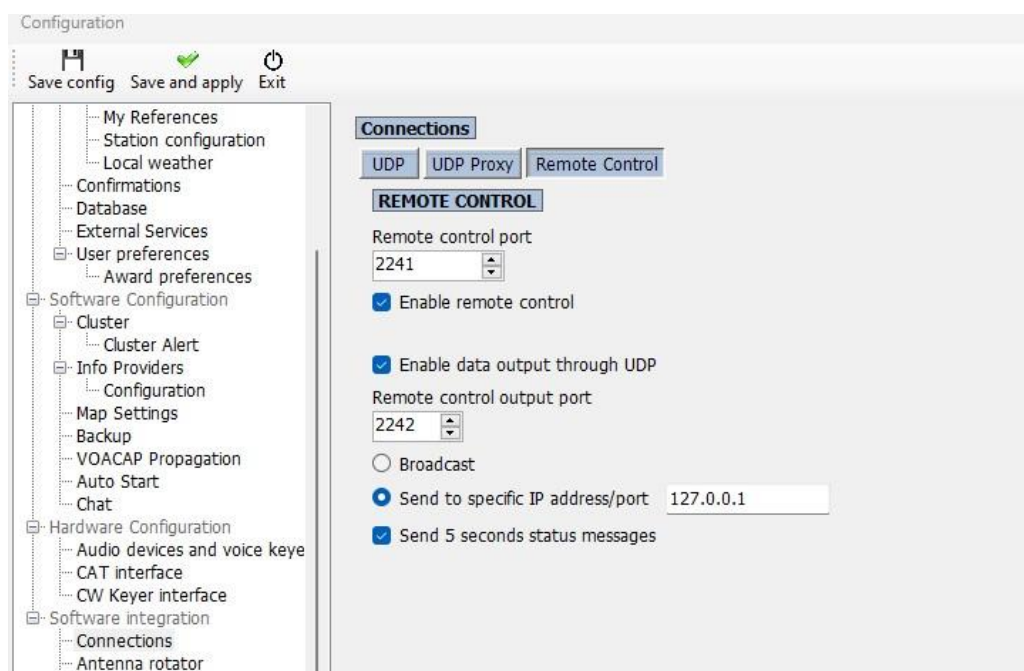 Configuration
Save config Save and apply Exit
My References
Station configuration
Local weather
Confirmations
Database
External Services
User preferences
Award preferences
Software Configuration
Cluster
Cluster Alert
Info Providers
Configuration
Map Settings
Backup
VOACAP Propagation
Auto Start
Chat
Hardware Configuration
Audio devices and voice keye
CAT interface
CW Keyer interface
Software integration
Connections
Antenna rotator
Connections
UDP UDP Proxy Remote Control
REMOTE CONTROL
Remote control port
2241
Enable remote control
Enable data output through UDP
Remote control output port
2242
Broadcast
Send to specific IP address/port 127.0.0.1
Send 5 seconds status messages